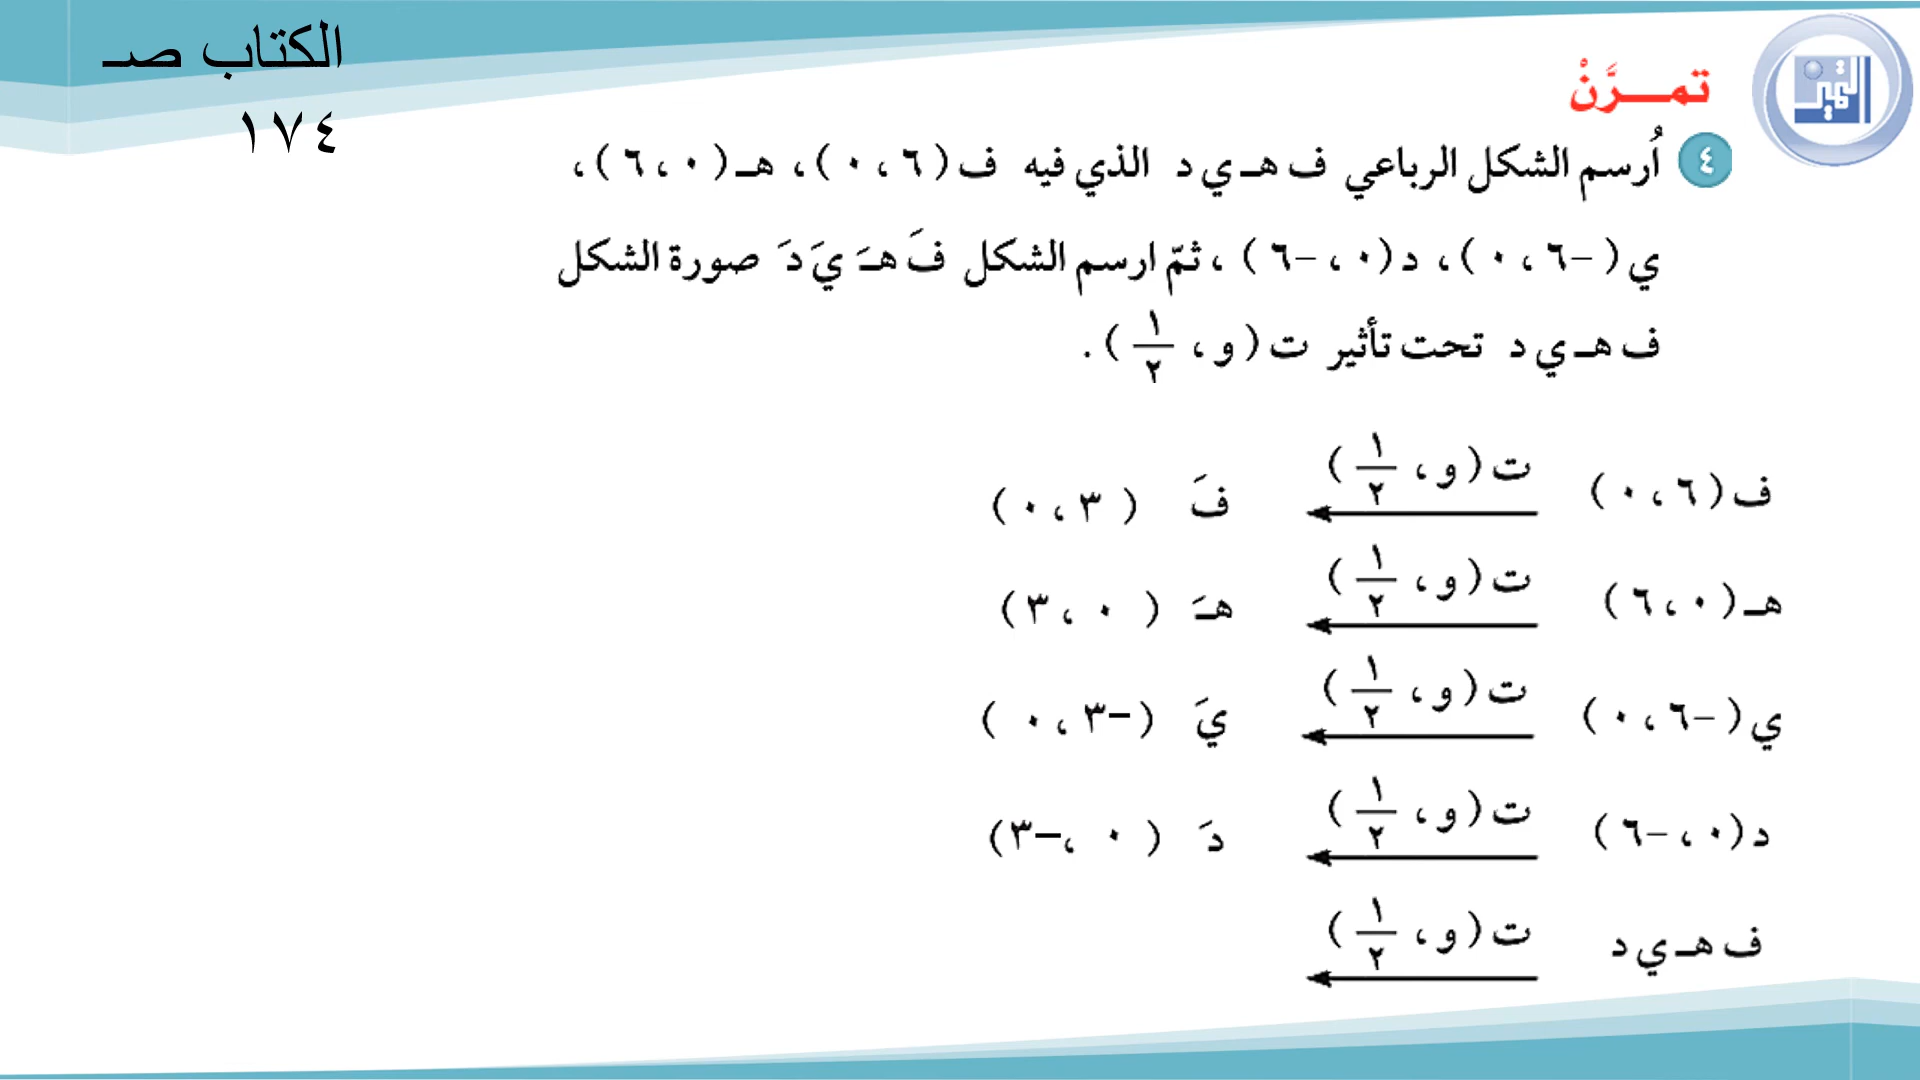 الكتاب صـ
١٧٤
التميز
تمـــرَّنْ
٤ اُرسم الشكل الرباعي ف هـ ي د الذي فيه ف (٦ ، ٠) ، هـ (٠ ، ٦) ،
ي (−٦ ، ٠) ، د (٠ ، −٦) ، ثمّ ارسم الشكل فَ هـَ يَ دَ صورة الشكل
ف هـ ي د تحت تأثير ت (و ، ١/٢) .
ف (٦ ، ٠) ت (و ، ١/٢) فَ ( ٣ ، ٠ )
هـ (٠ ، ٦) ت (و ، ١/٢) هـَ ( ٠ ، ٣)
ي (−٦ ، ٠) ت (و ، ١/٢) يَ (−٣ ، ٠ )
د (٠ ، −٦) ت (و ، ١/٢) دَ ( ٠ ، −٣)
ف هـ ي د ت (و ، ١/٢)